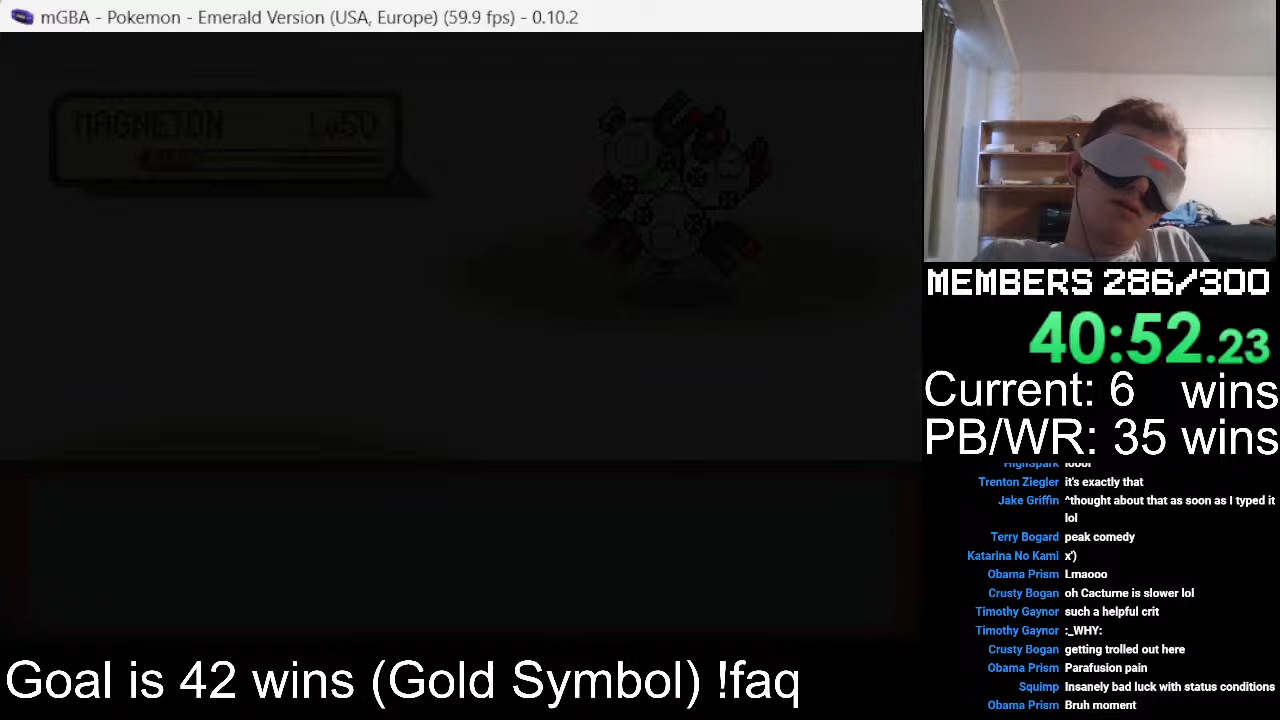 mGBA - Pokemon - Emerald Version (USA, Europe) (59.9 fps) - 0.10.2
MAGNETON Lv50
MEMBERS 286/300
40:52.23
Current: 6 wins
PB/WR: 35 wins
HighSpark loool
Trenton Ziegler it's exactly that
Jake Griffin ^thought about that as soon as I typed it
lol
Terry Bogard peak comedy
Katarina No Kami x')
Obama Prism Lmaooo
Crusty Bogan oh Cacturne is slower lol
Timothy Gaynor such a helpful crit
Timothy Gaynor :_WHY:
Crusty Bogan getting trolled out here
Obama Prism Parafusion pain
Squimp Insanely bad luck with status conditions
Obama Prism Bruh moment
Goal is 42 wins (Gold Symbol) !faq